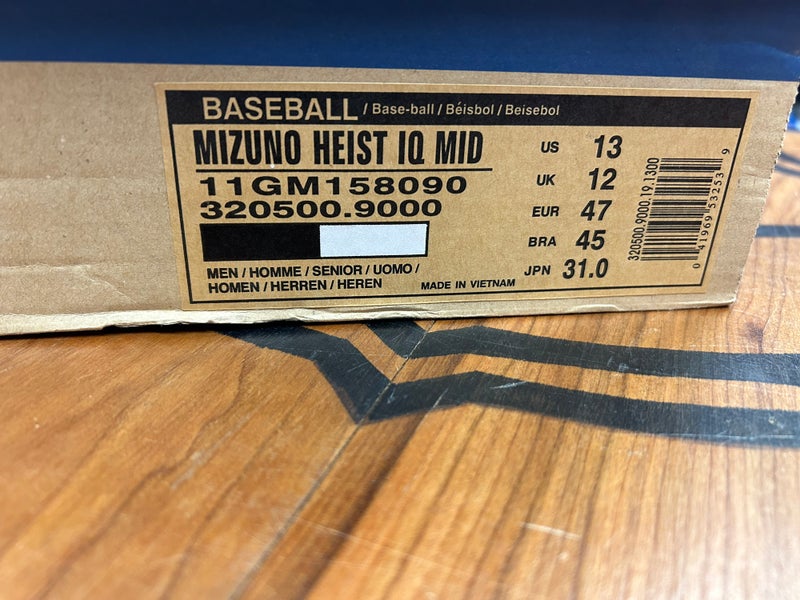 BASEBALL / Base-ball / Béisbol / Beisebol
MIZUNO HEIST IQ MID
11GM158090
320500.9000
MEN / HOMME / SENIOR / UOMO /
HOMEN / HERREN / HEREN
MADE IN VIETNAM
US 13
UK 12
EUR 47
BRA 45
JPN 31.0
320500.9000.19.1300
0 41969 53253 9